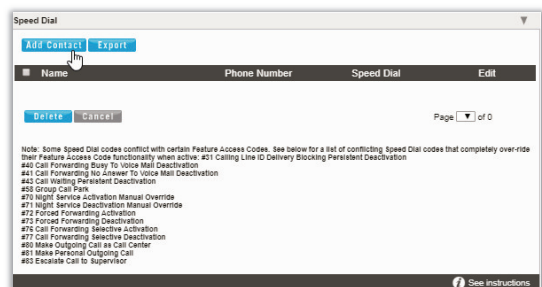 Speed Dial
Add Contact Export
Name Phone Number Speed Dial Edit
Delete Cancel Page of 0
Note: Some Speed Dial codes conflict with certain Feature Access Codes. See below for a list of conflicting Speed Dial codes that completely over-ride
their Feature Access Code functionality when active: #31 Calling Line ID Delivery Blocking Persistent Deactivation
#40 Call Forwarding Busy To Voice Mail Deactivation
#41 Call Forwarding No Answer To Voice Mail Deactivation
#43 Call Waiting Persistent Deactivation
#58 Group Call Park
#70 Night Service Activation Manual Override
#71 Night Service Deactivation Manual Override
#72 Forced Forwarding Activation
#73 Forced Forwarding Deactivation
#76 Call Forwarding Selective Activation
#77 Call Forwarding Selective Deactivation
#80 Make Outgoing Call as Call Center
#81 Make Personal Outgoing Call
#83 Escalate Call to Supervisor
See instructions